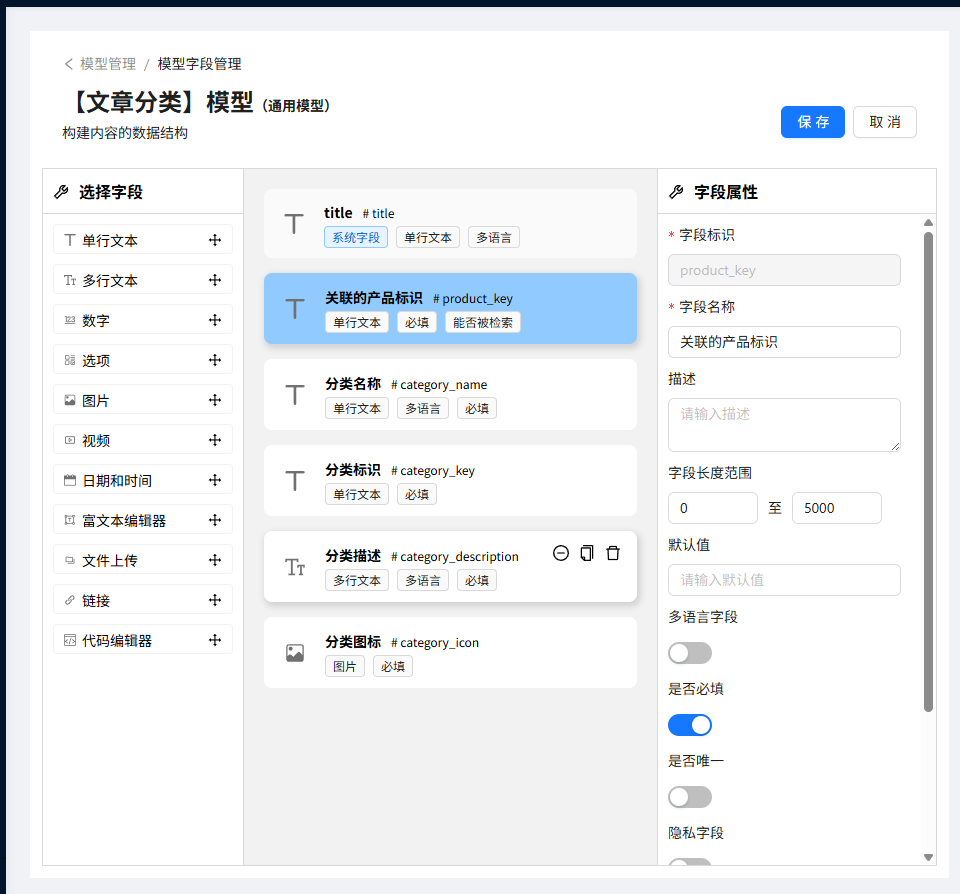 模型管理 / 模型字段管理
【文章分类】模型（通用模型）
构建内容的数据结构
保 存
取 消
选择字段
单行文本
多行文本
数字
选项
图片
视频
日期和时间
富文本编辑器
文件上传
链接
代码编辑器
title # title
系统字段 单行文本 多语言
关联的产品标识 # product_key
单行文本 必填 能否被检索
分类名称 # category_name
单行文本 多语言 必填
分类标识 # category_key
单行文本 必填
分类描述 # category_description
多行文本 多语言 必填
分类图标 # category_icon
图片 必填
字段属性
* 字段标识
product_key
* 字段名称
关联的产品标识
描述
请输入描述
字段长度范围
0 至 5000
默认值
请输入默认值
多语言字段
是否必填
是否唯一
隐私字段